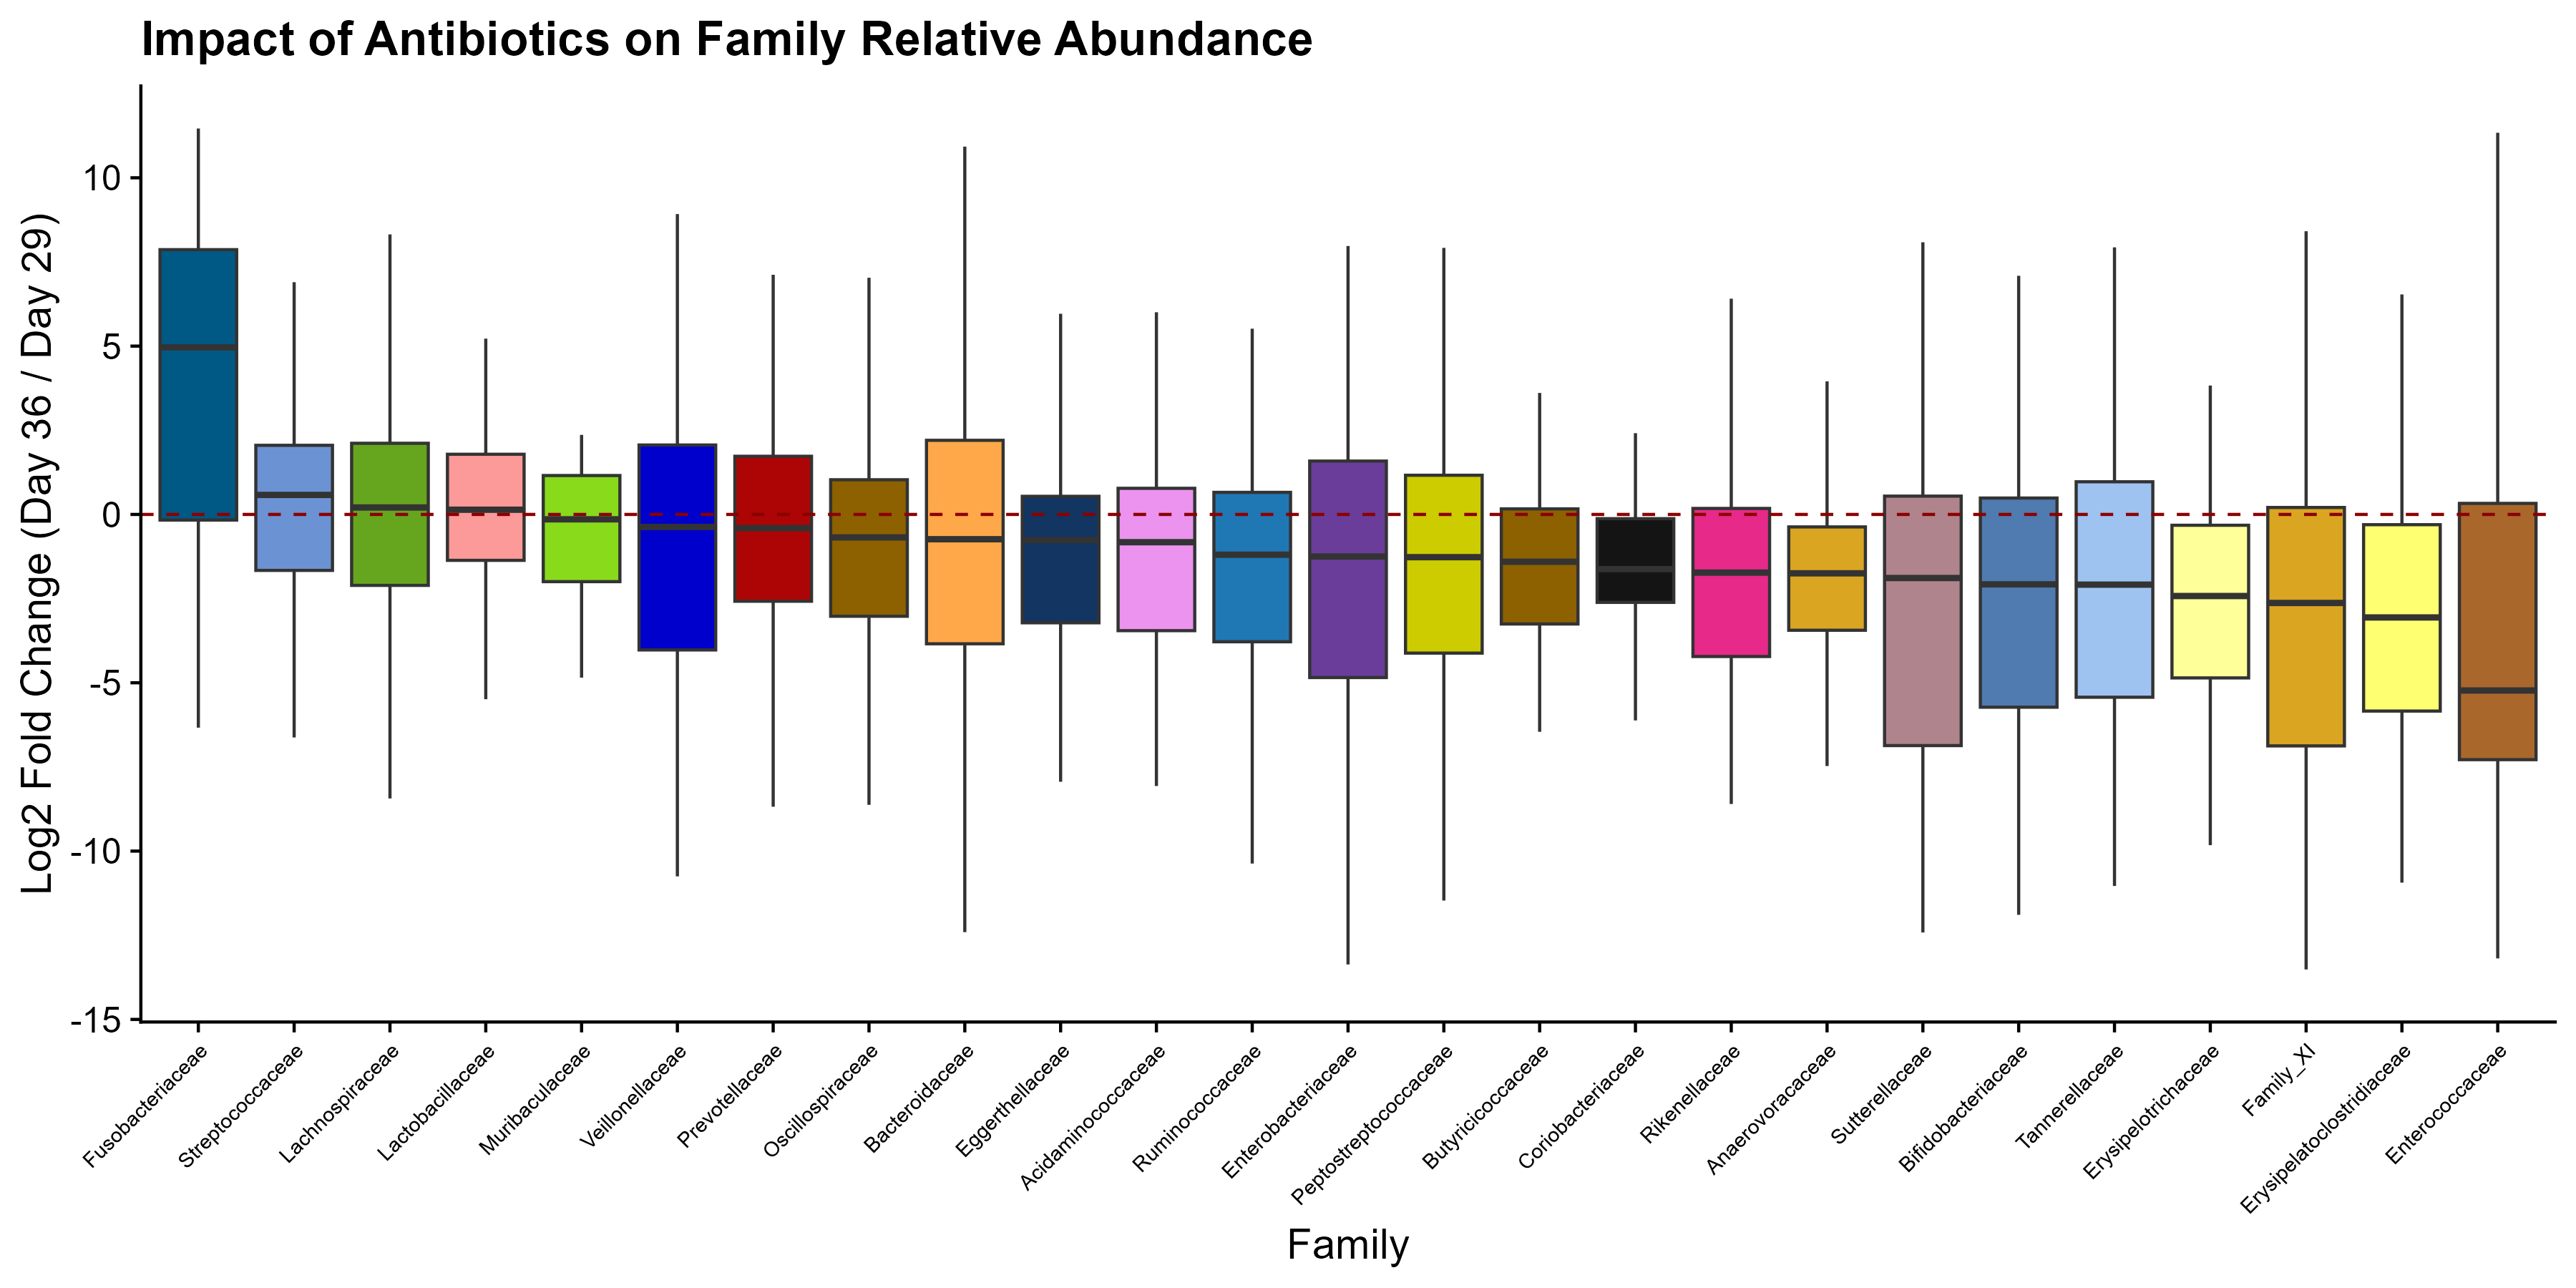 Impact of Antibiotics on Family Relative Abundance
Log2 Fold Change (Day 36 / Day 29)
10
5
0
-5
-10
-15
Fusobacteriaceae
Streptococcaceae
Lachnospiraceae
Lactobacillaceae
Muribaculaceae
Veillonellaceae
Prevotellaceae
Oscillospiraceae
Bacteroidaceae
Eggerthellaceae
Acidaminococcaceae
Ruminococcaceae
Enterobacteriaceae
Peptostreptococcaceae
Butyricicoccaceae
Coriobacteriaceae
Rikenellaceae
Anaerovoracaceae
Sutterellaceae
Bifidobacteriaceae
Tannerellaceae
Erysipelotrichaceae
Family_XI
Erysipelatoclostridiaceae
Enterococcaceae
Family